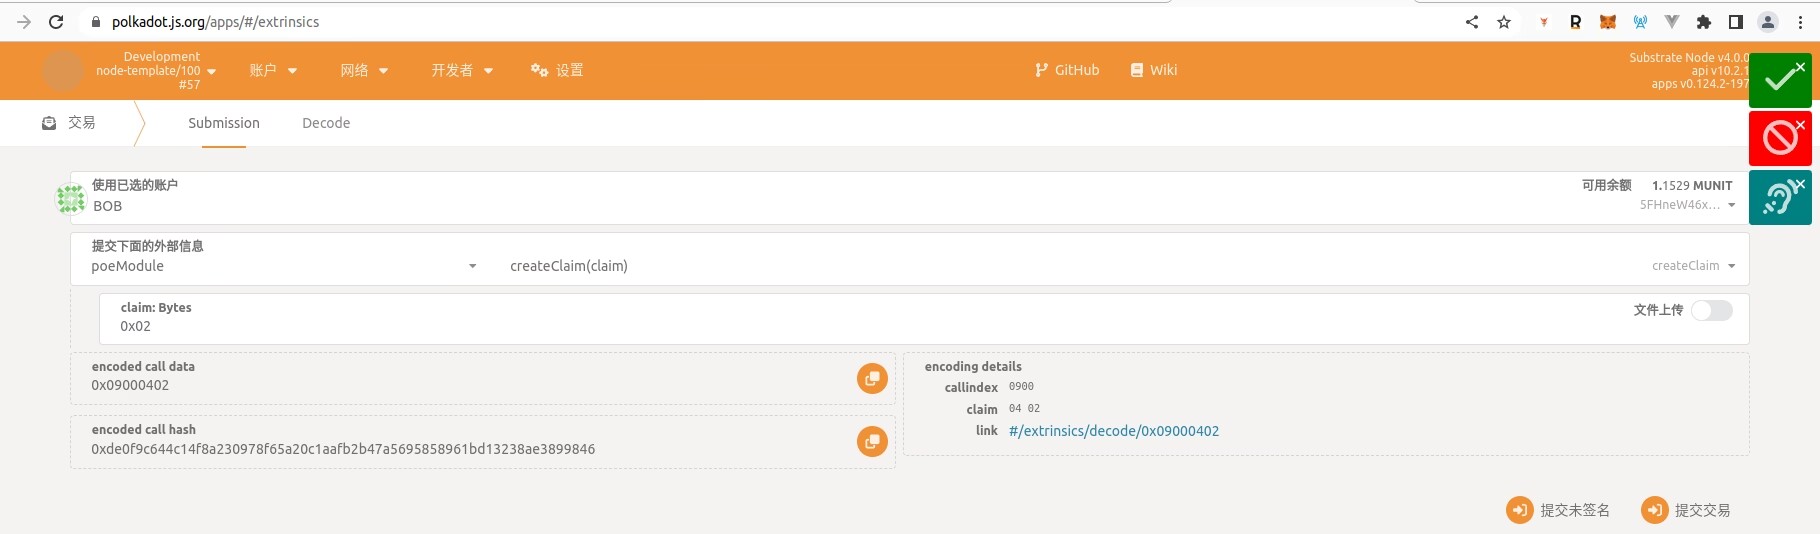 polkadot.js.org/apps/#/extrinsics
Development
node-template/100
#57
账户
网络
开发者
设置
GitHub
Wiki
Substrate Node v4.0.0
api v10.2.1
apps v0.124.2-197
交易
Submission
Decode
使用已选的账户
BOB
可用余额 1.1529 MUNIT
5FHneW46x...
提交下面的外部信息
poeModule
createClaim(claim)
createClaim
claim: Bytes
0x02
文件上传
encoded call data
0x09000402
encoded call hash
0xde0f9c644c14f8a230978f65a20c1aafb2b47a5695858961bd13238ae3899846
encoding details
callindex 0900
claim 04 02
link #/extrinsics/decode/0x09000402
提交未签名
提交交易